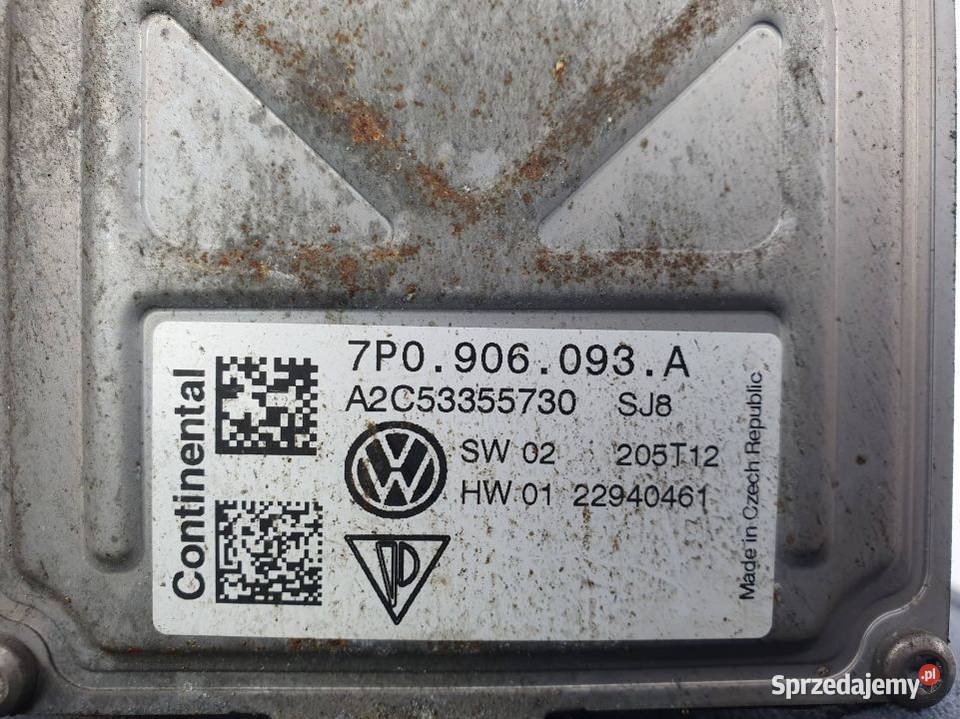 7P0.906.093.A
A2C53355730 SJ8
SW 02 205T12
HW 01 22940461
Continental
Made in Czech Republic
Sprzedajemy.pl